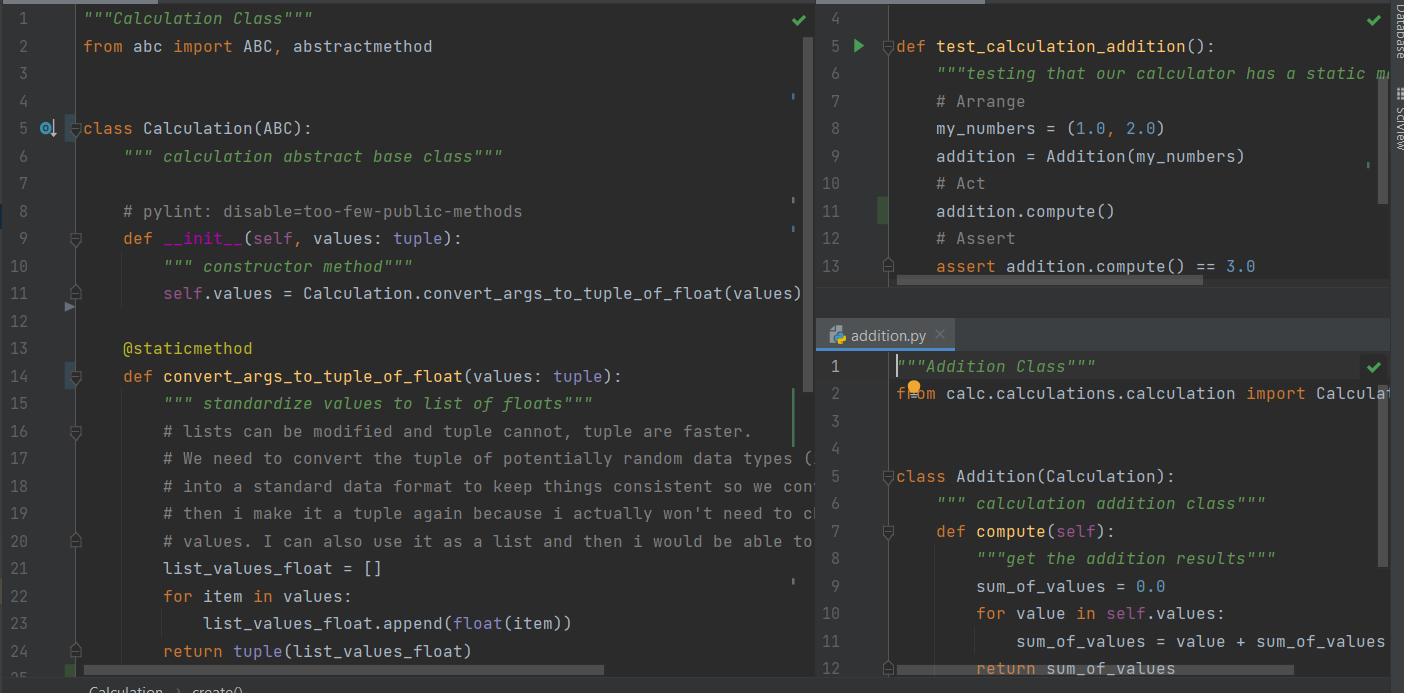 1 """Calculation Class"""
2 from abc import ABC, abstractmethod
3
4
5 class Calculation(ABC):
6 """ calculation abstract base class"""
7
8 # pylint: disable=too-few-public-methods
9 def __init__(self, values: tuple):
10 """ constructor method"""
11 self.values = Calculation.convert_args_to_tuple_of_float(values)
12
13 @staticmethod
14 def convert_args_to_tuple_of_float(values: tuple):
15 """ standardize values to list of floats"""
16 # lists can be modified and tuple cannot, tuple are faster.
17 # We need to convert the tuple of potentially random data types (
18 # into a standard data format to keep things consistent so we con
19 # then i make it a tuple again because i actually won't need to c
20 # values. I can also use it as a list and then i would be able to
21 list_values_float = []
22 for item in values:
23 list_values_float.append(float(item))
24 return tuple(list_values_float)
25
Calculation › create()
4
5 def test_calculation_addition():
6 """testing that our calculator has a static m
7 # Arrange
8 my_numbers = (1.0, 2.0)
9 addition = Addition(my_numbers)
10 # Act
11 addition.compute()
12 # Assert
13 assert addition.compute() == 3.0
addition.py
1 """Addition Class"""
2 from calc.calculations.calculation import Calculat
3
4
5 class Addition(Calculation):
6 """ calculation addition class"""
7 def compute(self):
8 """get the addition results"""
9 sum_of_values = 0.0
10 for value in self.values:
11 sum_of_values = value + sum_of_values
12 return sum_of_values
Database
SciView